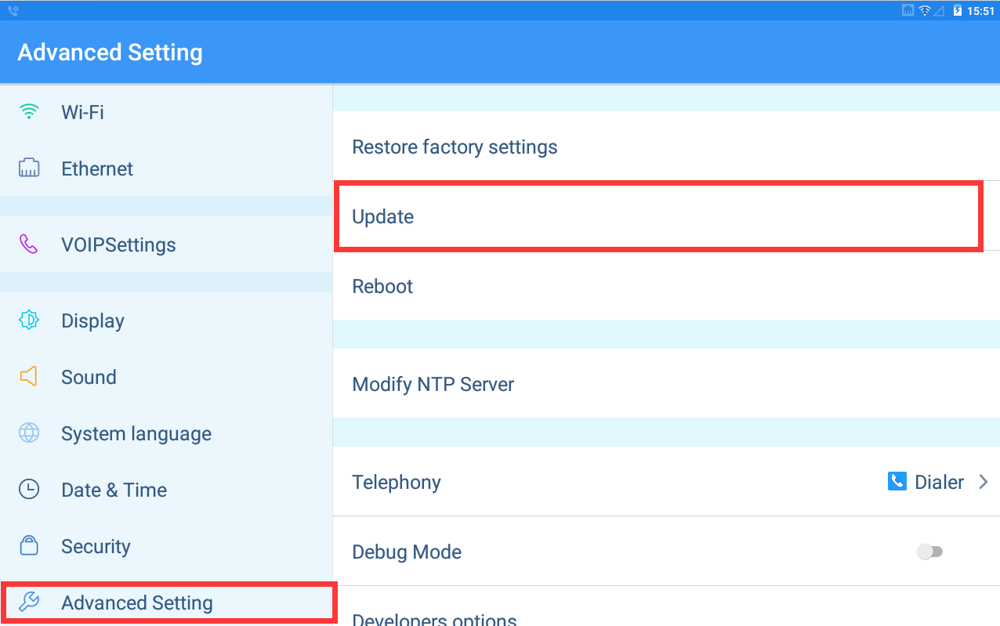 15:51
Advanced Setting
Wi-Fi
Ethernet
VOIPSettings
Display
Sound
System language
Date & Time
Security
Advanced Setting
Restore factory settings
Update
Reboot
Modify NTP Server
Telephony Dialer
Debug Mode
Developers options